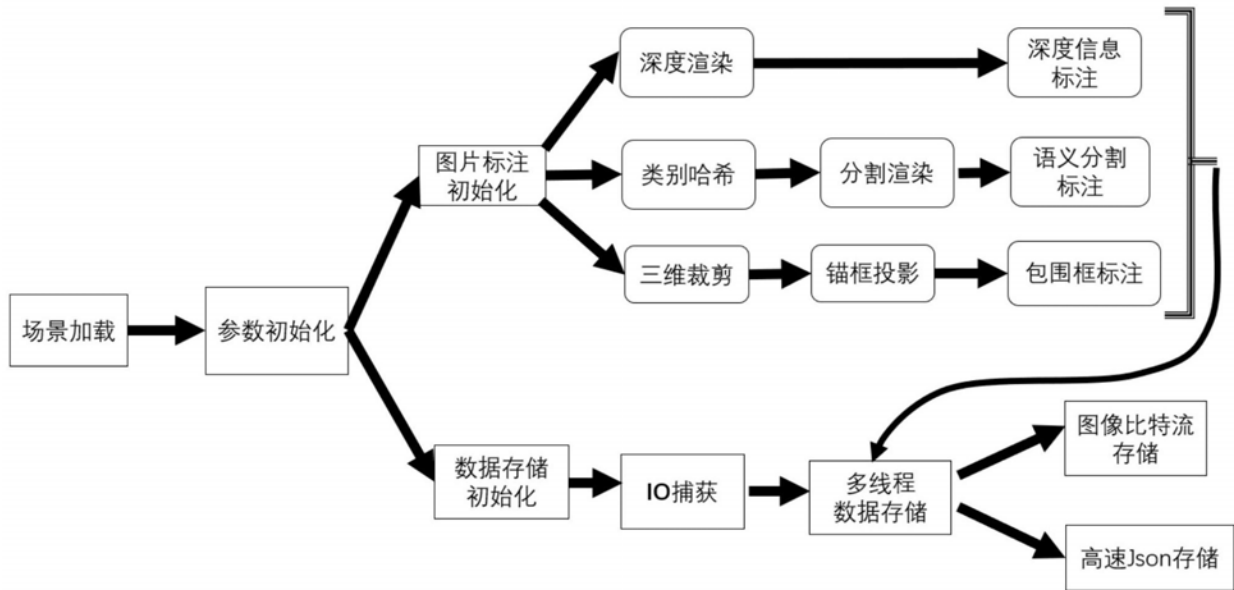 深度渲染
深度信息
标注
图片标注
初始化
类别哈希
分割渲染
语义分割
标注
三维裁剪
锚框投影
包围框标注
场景加载
参数初始化
数据存储
初始化
IO捕获
多线程
数据存储
图像比特流
存储
高速Json存储